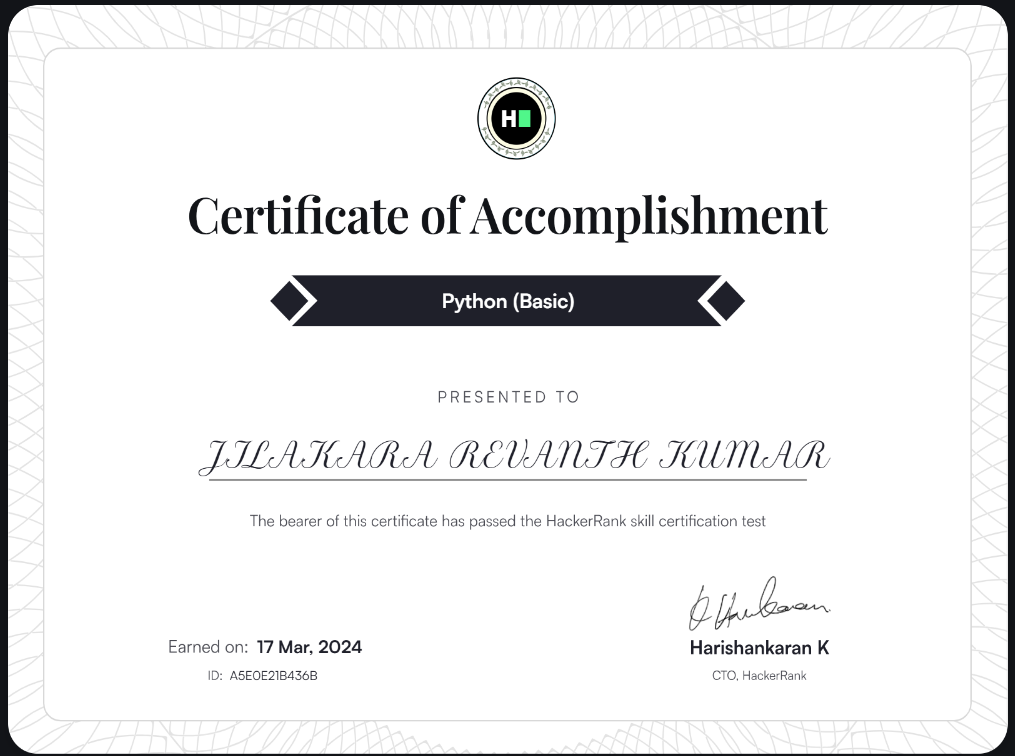 H
Certificate of Accomplishment
Python (Basic)
PRESENTED TO
JILAKARA REVANTH KUMAR
The bearer of this certificate has passed the HackerRank skill certification test
Earned on: 17 Mar, 2024
Harishankaran K
ID: A5E0E21B436B
CTO, HackerRank